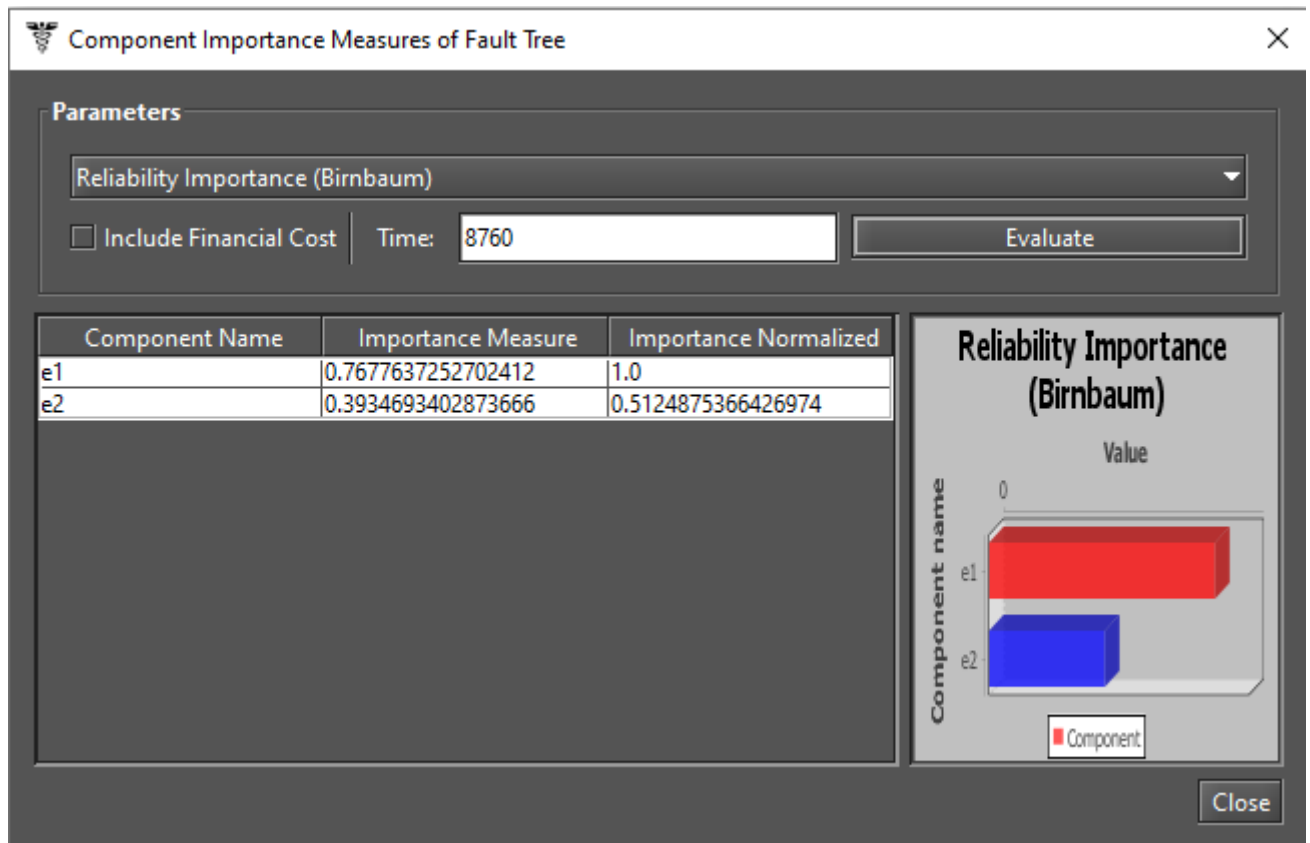 Component Importance Measures of Fault Tree
Parameters
Reliability Importance (Birnbaum)
Include Financial Cost Time: 8760 Evaluate
Component Name Importance Measure Importance Normalized
e1 0.7677637252702412 1.0
e2 0.3934693402873666 0.5124875366426974
Reliability Importance
(Birnbaum)
Value
0
Component name
e1
e2
Component
Close